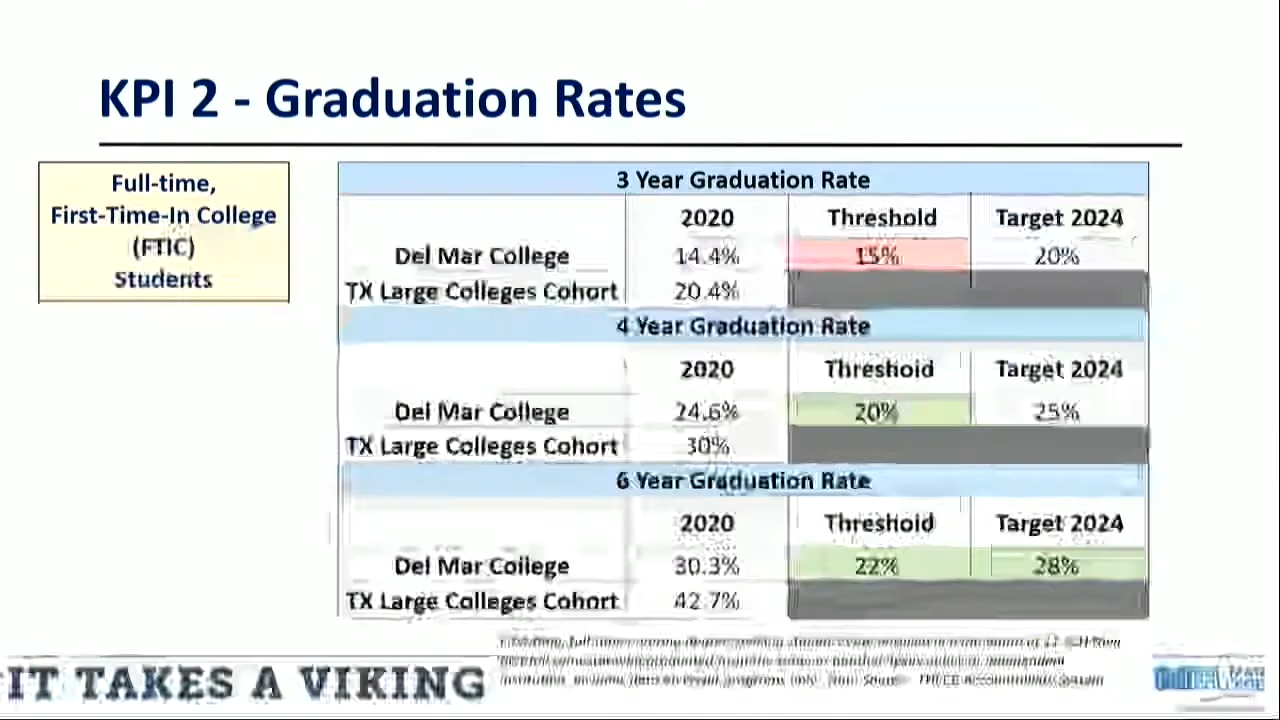 KPI 2 - Graduation Rates
Full-time,
First-Time-In College
(FTIC)
Students
3 Year Graduation Rate
2020 Threshold Target 2024
Del Mar College 14.4% 15% 20%
TX Large Colleges Cohort 20.4%
4 Year Graduation Rate
2020 Threshold Target 2024
Del Mar College 24.6% 20% 25%
TX Large Colleges Cohort 30%
6 Year Graduation Rate
2020 Threshold Target 2024
Del Mar College 30.3% 22% 28%
TX Large Colleges Cohort 42.7%
IT TAKES A VIKING